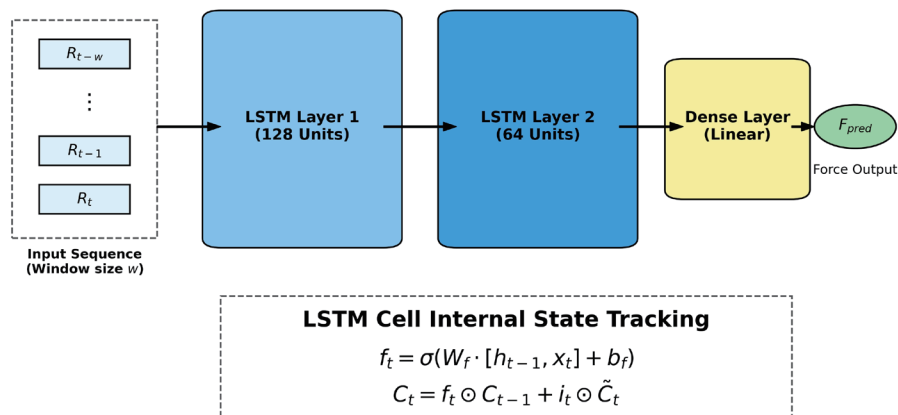 R_{t-w}
⋮
R_{t-1}
R_t
Input Sequence
(Window size w)
LSTM Layer 1
(128 Units)
LSTM Layer 2
(64 Units)
Dense Layer
(Linear)
F_{pred}
Force Output
LSTM Cell Internal State Tracking
f_t = σ(W_f · [h_{t-1}, x_t] + b_f)
C_t = f_t ⊙ C_{t-1} + i_t ⊙ C̃_t